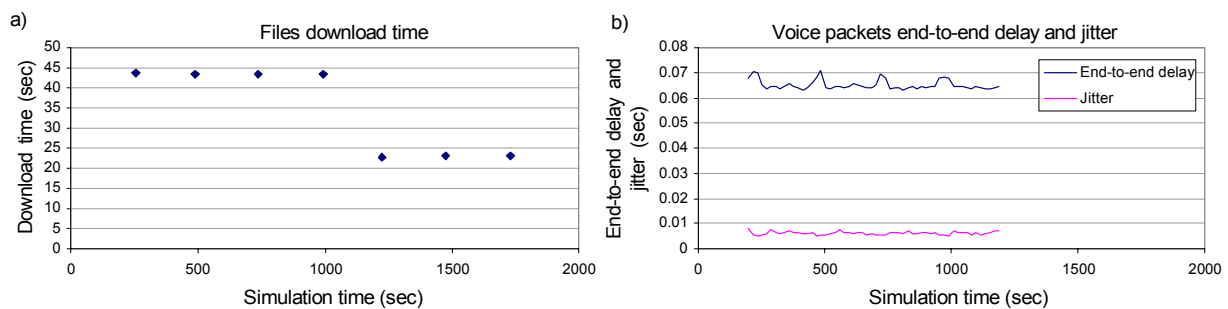 a)
Files download time
50
45
40
35
30
25
20
15
10
5
0
Download time (sec)
0 500 1000 1500 2000
Simulation time (sec)
b)
Voice packets end-to-end delay and jitter
0.08
0.07
0.06
0.05
0.04
0.03
0.02
0.01
0
End-to-end delay and
jitter (sec)
End-to-end delay
Jitter
0 500 1000 1500 2000
Simulation time (sec)